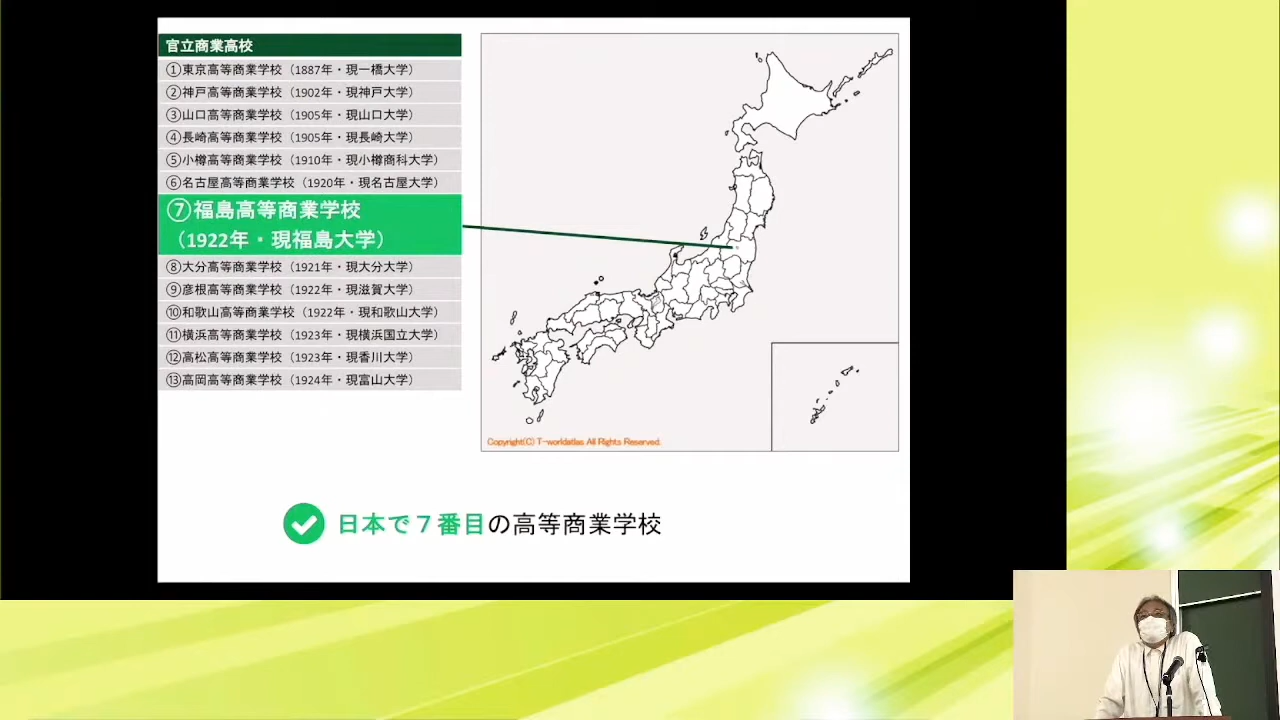 官立商業高校
①東京高等商業学校（1887年・現一橋大学）
②神戸高等商業学校（1902年・現神戸大学）
③山口高等商業学校（1905年・現山口大学）
④長崎高等商業学校（1905年・現長崎大学）
⑤小樽高等商業学校（1910年・現小樽商科大学）
⑥名古屋高等商業学校（1920年・現名古屋大学）
⑦福島高等商業学校
（1922年・現福島大学）
⑧大分高等商業学校（1921年・現大分大学）
⑨彦根高等商業学校（1922年・現滋賀大学）
⑩和歌山高等商業学校（1922年・現和歌山大学）
⑪横浜高等商業学校（1923年・現横浜国立大学）
⑫高松高等商業学校（1923年・現香川大学）
⑬高岡高等商業学校（1924年・現富山大学）
Copyright(C) T-worldatlas All Rights Reserved.
日本で７番目の高等商業学校